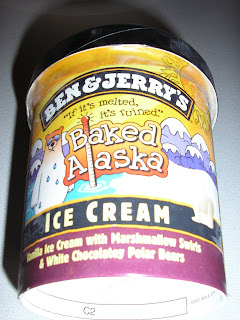 BEN & JERRY'S
"If it's melted,
it's ruined."
Baked
Alaska
ICE CREAM
Vanilla Ice Cream with Marshmallow Swirls
& White Chocolatey Polar Bears
C2